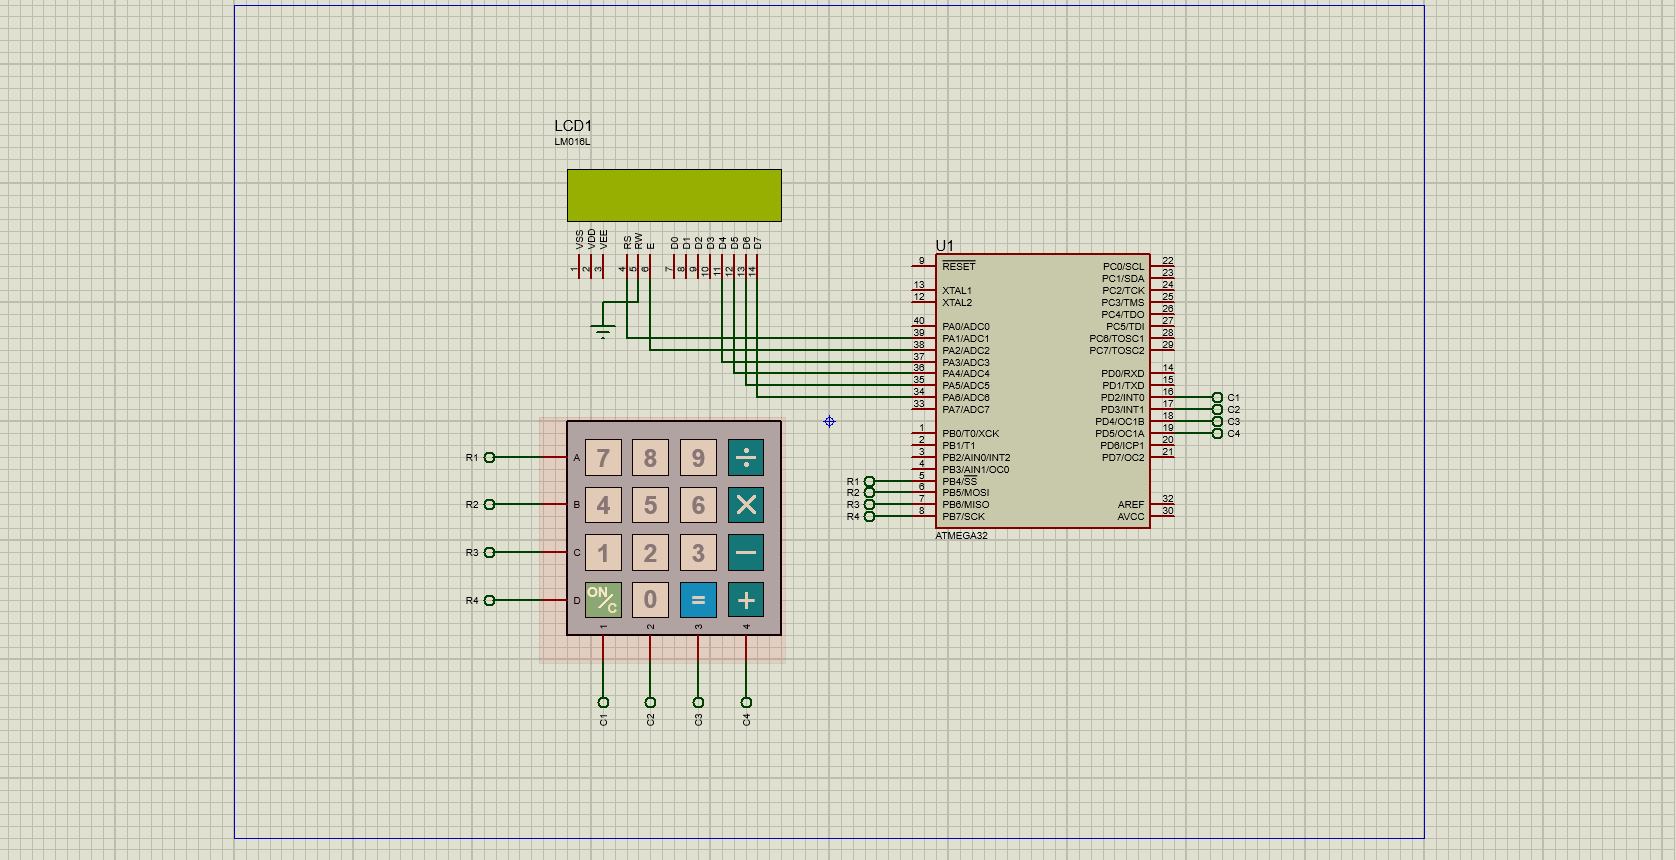 LCD1
LM016L
VSS VDD VEE RS RW E D0 D1 D2 D3 D4 D5 D6 D7
1 2 3 4 5 6 7 8 9 10 11 12 13 14
U1
9 RESET PC0/SCL 22
PC1/SDA 23
13 XTAL1 PC2/TCK 24
12 XTAL2 PC3/TMS 25
PC4/TDO 26
40 PA0/ADC0 PC5/TDI 27
39 PA1/ADC1 PC6/TOSC1 28
38 PA2/ADC2 PC7/TOSC2 29
37 PA3/ADC3
36 PA4/ADC4 PD0/RXD 14
35 PA5/ADC5 PD1/TXD 15
34 PA6/ADC6 PD2/INT0 16 C1
33 PA7/ADC7 PD3/INT1 17 C2
PD4/OC1B 18 C3
1 PB0/T0/XCK PD5/OC1A 19 C4
2 PB1/T1 PD6/ICP1 20
3 PB2/AIN0/INT2 PD7/OC2 21
4 PB3/AIN1/OC0
R1 5 PB4/SS
R2 6 PB5/MOSI
R3 7 PB6/MISO AREF 32
R4 8 PB7/SCK AVCC 30
ATMEGA32
R1 A 7 8 9 ÷
R2 B 4 5 6 ×
R3 C 1 2 3 −
R4 D ON/C 0 = +
1 2 3 4
C1 C2 C3 C4